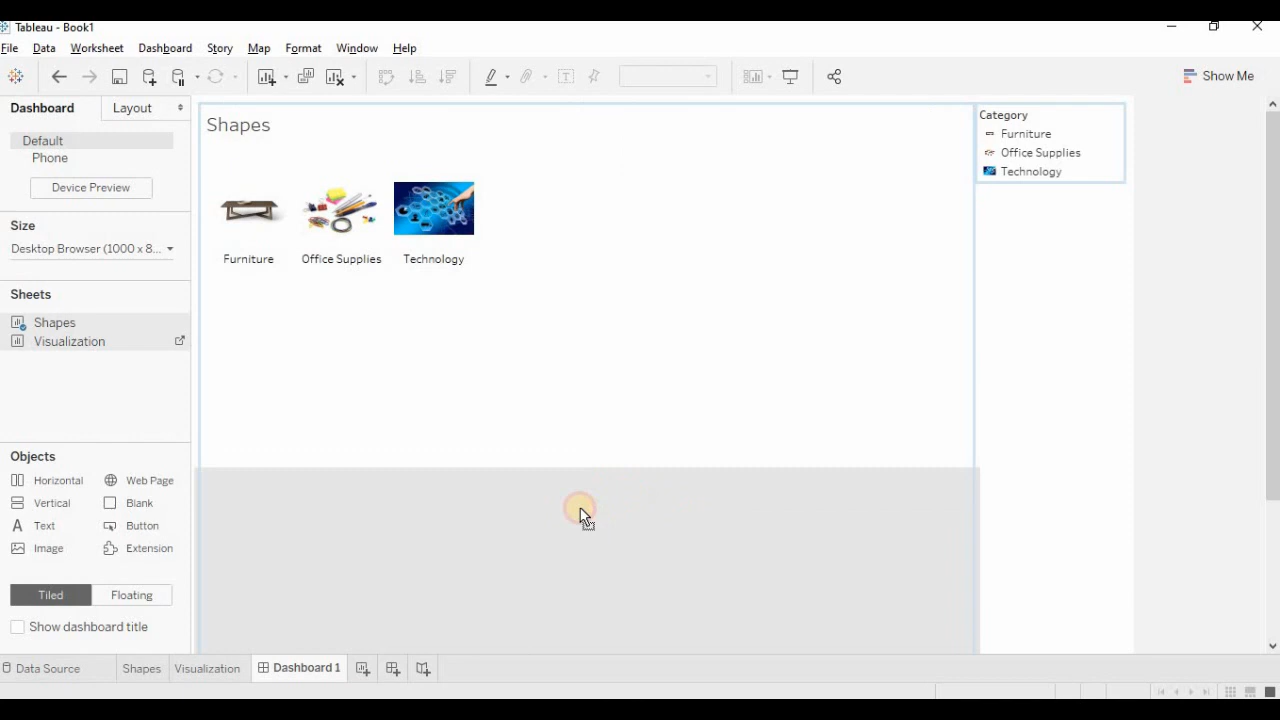 Tableau - Book1
File Data Worksheet Dashboard Story Map Format Window Help
Show Me
Dashboard Layout
Default
Phone
Device Preview
Size
Desktop Browser (1000 x 8...
Sheets
Shapes
Visualization
Objects
Horizontal Web Page
Vertical Blank
Text Button
Image Extension
Tiled Floating
Show dashboard title
Shapes
Furniture Office Supplies Technology
Category
Furniture
Office Supplies
Technology
Data Source Shapes Visualization Dashboard 1